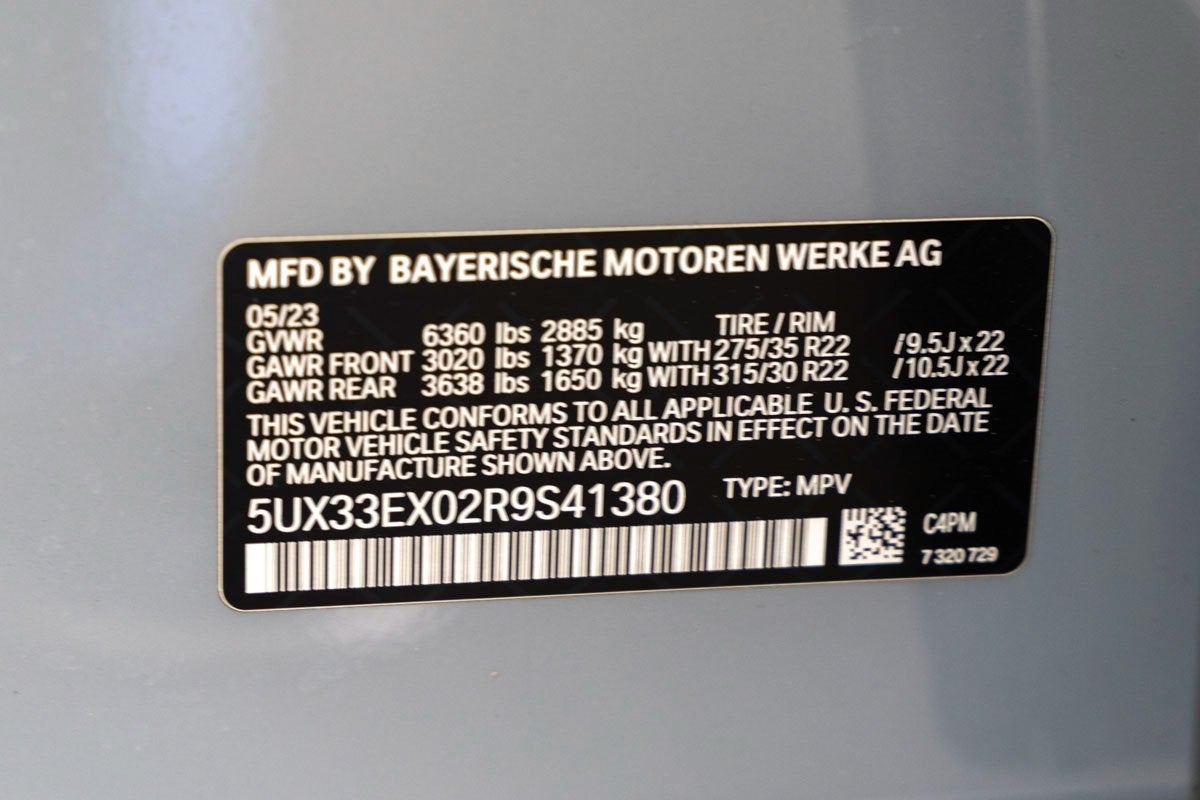 MFD BY BAYERISCHE MOTOREN WERKE AG
05/23 TIRE / RIM
GVWR 6360 lbs 2885 kg
GAWR FRONT 3020 lbs 1370 kg WITH 275/35 R22 /9.5J x 22
GAWR REAR 3638 lbs 1650 kg WITH 315/30 R22 /10.5J x 22
THIS VEHICLE CONFORMS TO ALL APPLICABLE U. S. FEDERAL
MOTOR VEHICLE SAFETY STANDARDS IN EFFECT ON THE DATE
OF MANUFACTURE SHOWN ABOVE.
5UX33EX02R9S41380 TYPE: MPV
C4PM
7 320 729